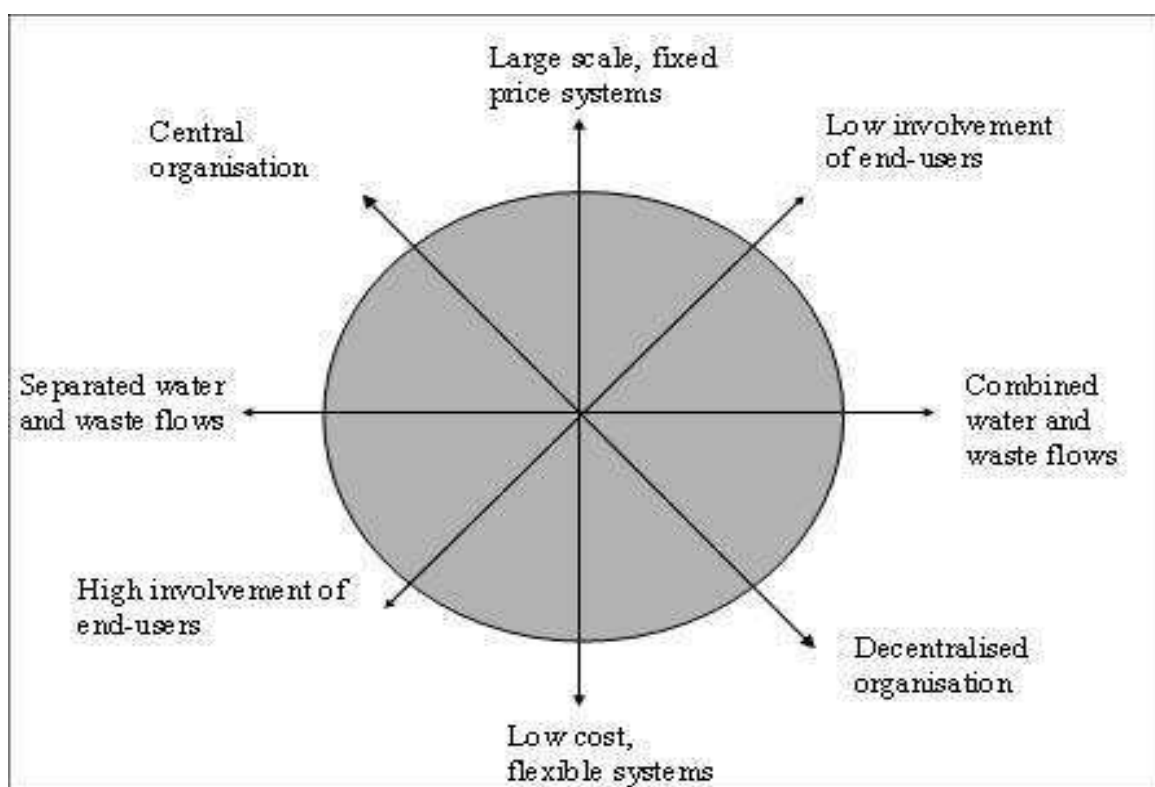 Large scale, fixed
price systems
Central
organisation
Low involvement
of end-users
Separated water
and waste flows
Combined
water and
waste flows
High involvement of
end-users
Decentralised
organisation
Low cost,
flexible systems